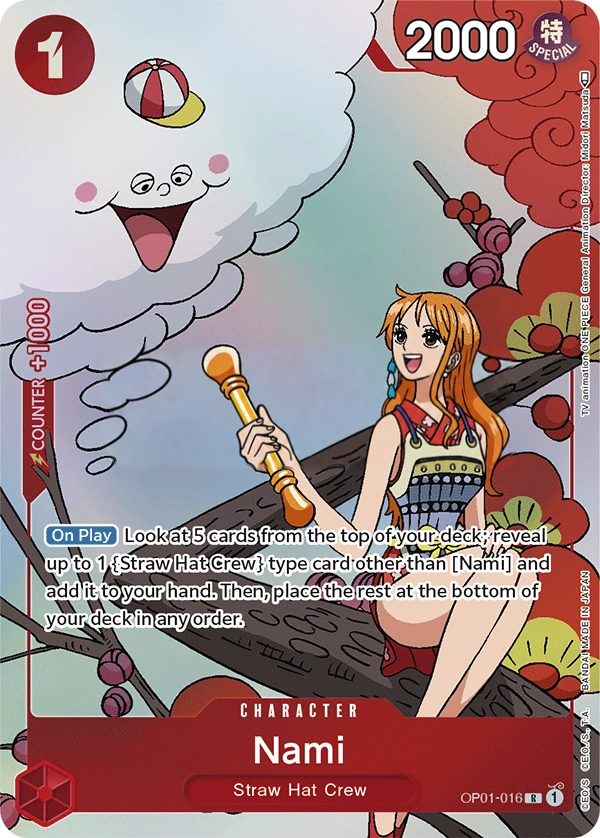 1
2000
特
SPECIAL
TV animation ONE PIECE General Animation Director: Midori Matsuda
COUNTER +1000
On Play Look at 5 cards from the top of your deck; reveal
up to 1 {Straw Hat Crew} type card other than [Nami] and
add it to your hand. Then, place the rest at the bottom of
your deck in any order.
©E.O./S ©E.O./S., T.A. BANDAI MADE IN JAPAN
CHARACTER
Nami
Straw Hat Crew
OP01-016 R 1